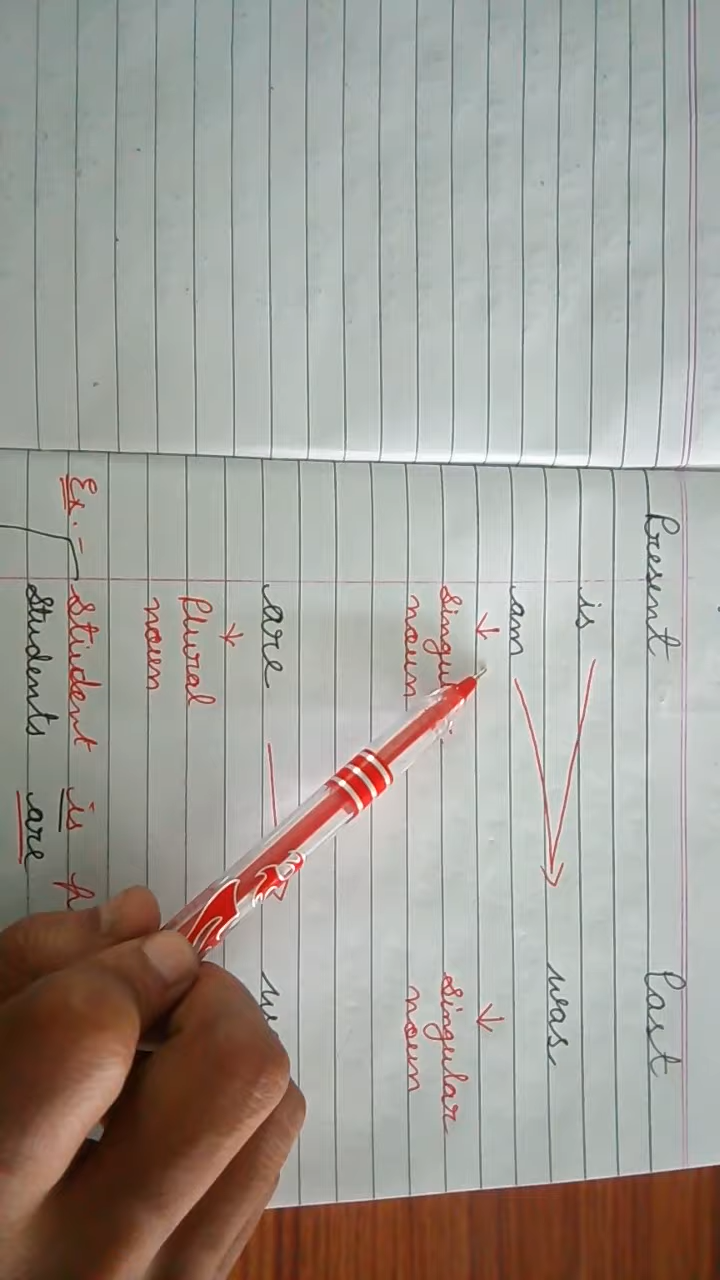 Present Past
is
was
am
singular
noun singular
noun
are
Plural
noun
Ex.- Student is
Students are